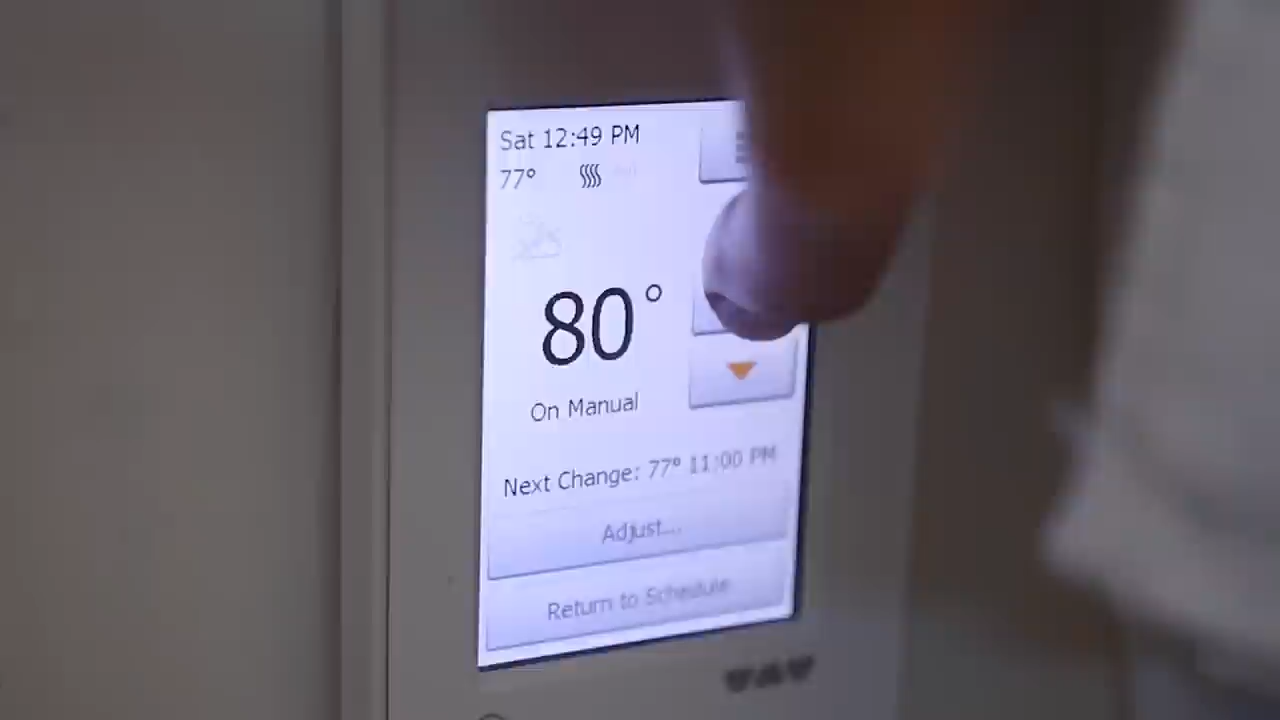 Sat 12:49 PM
77°
80°
On Manual
Next Change: 77° 11:00 PM
Adjust...
Return to Schedule